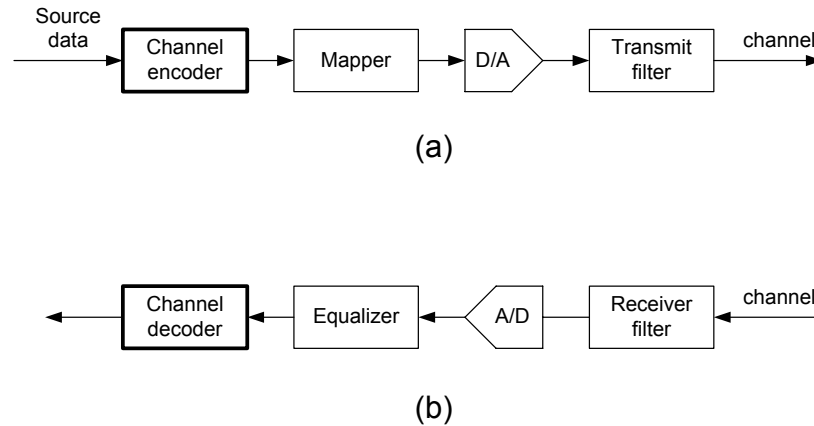 Source
data
Channel
encoder
Mapper
D/A
Transmit
filter
channel
(a)
Channel
decoder
Equalizer
A/D
Receiver
filter
channel
(b)